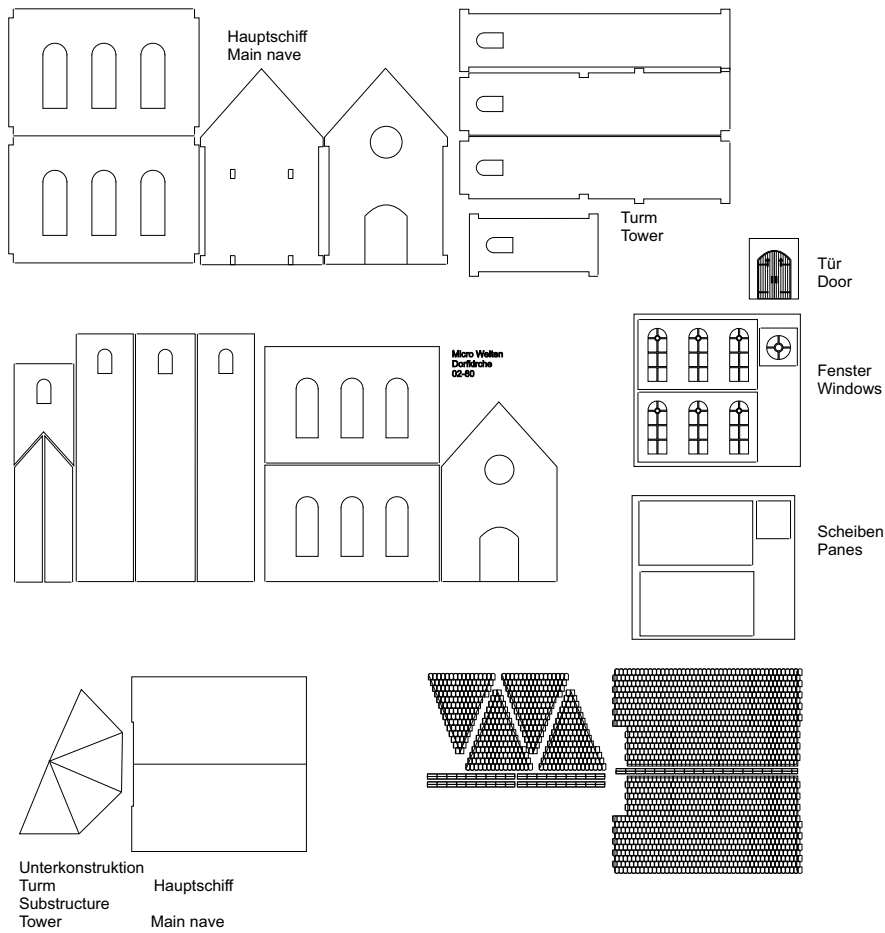 Hauptschiff
Main nave
Turm
Tower
Tür
Door
Micro Welten
Dorfkirche
02-60
Fenster
Windows
Scheiben
Panes
Unterkonstruktion
Turm Hauptschiff
Substructure
Tower Main nave